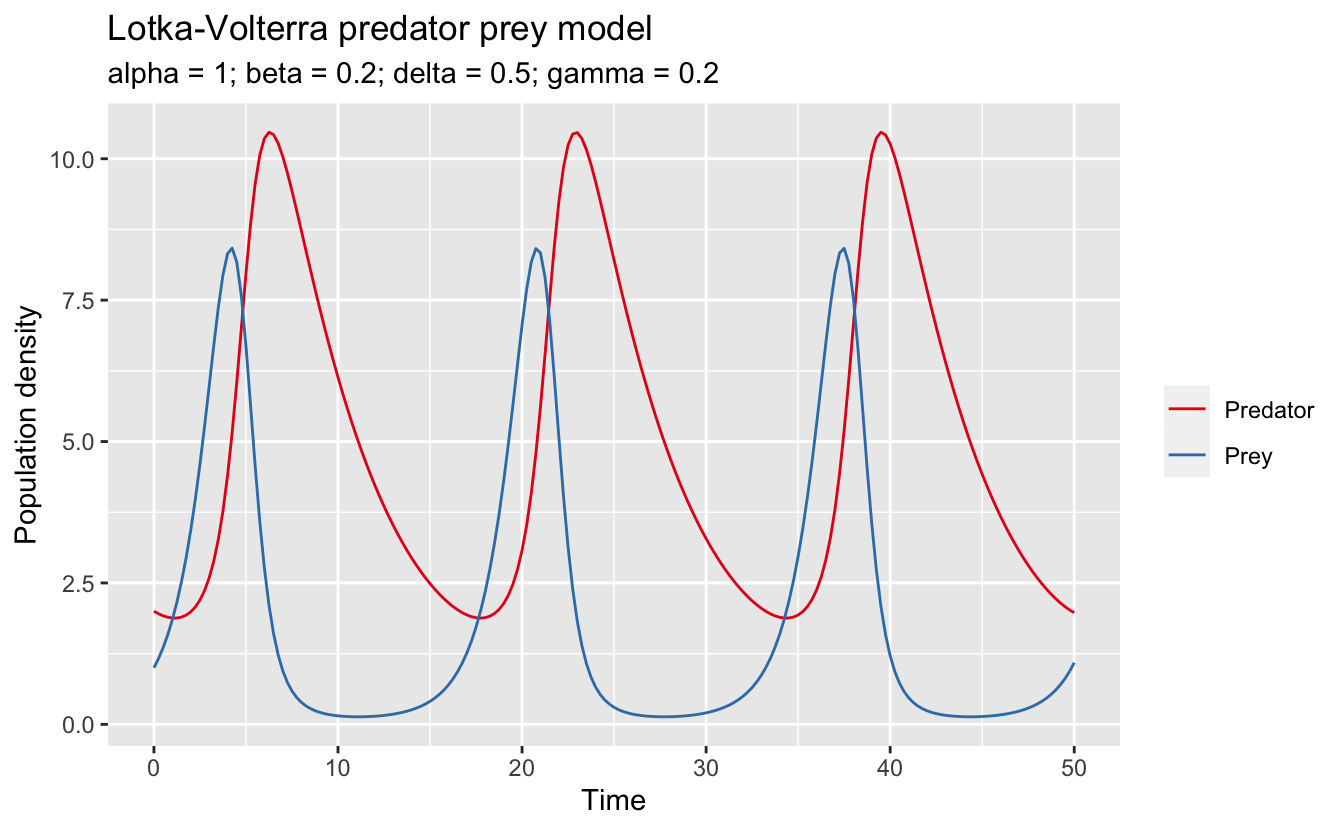 Lotka-Volterra predator prey model
alpha = 1; beta = 0.2; delta = 0.5; gamma = 0.2
Population density
10.0
7.5
5.0
2.5
0.0
0 10 20 30 40 50
Time
Predator
Prey